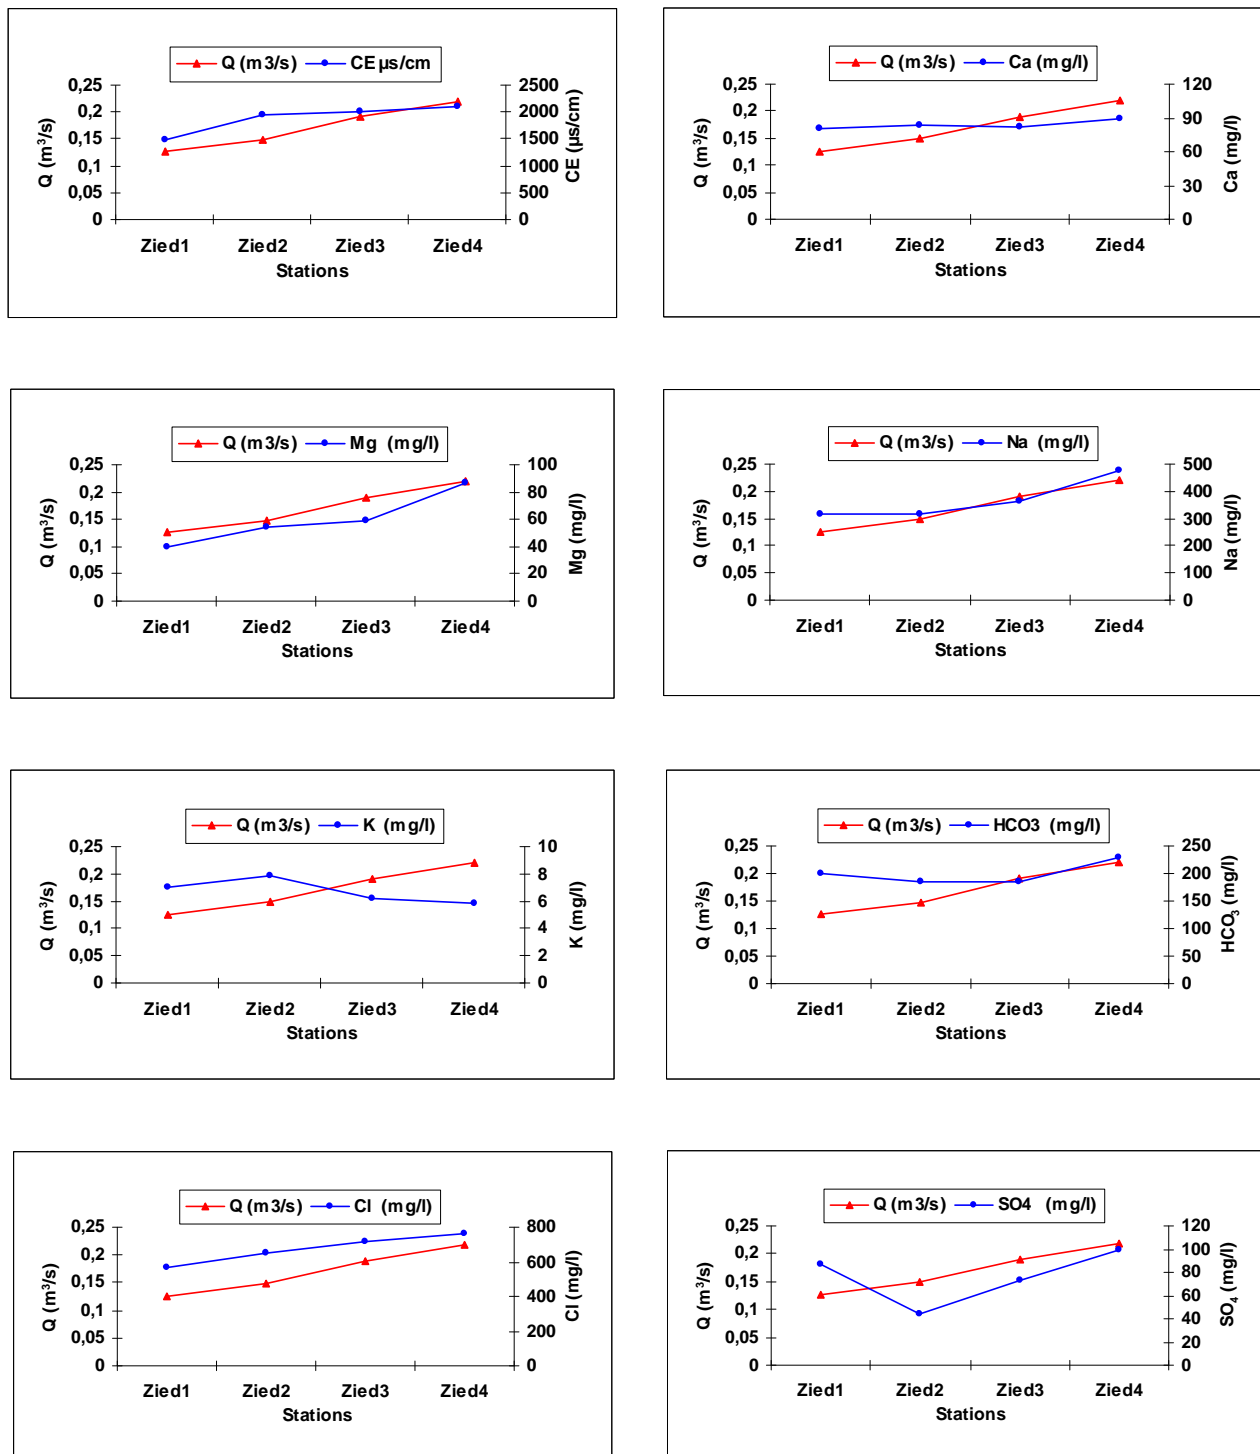 Q (m3/s) CE µs/cm
0,25
0,2
0,15
0,1
0,05
0
Q (m³/s)
2500
2000
1500
1000
500
0
CE (µs/cm)
Zied1 Zied2 Zied3 Zied4
Stations
Q (m3/s) Ca (mg/l)
0,25
0,2
0,15
0,1
0,05
0
Q (m³/s)
120
90
60
30
0
Ca (mg/l)
Zied1 Zied2 Zied3 Zied4
Stations
Q (m3/s) Mg (mg/l)
0,25
0,2
0,15
0,1
0,05
0
Q (m³/s)
100
80
60
40
20
0
Mg (mg/l)
Zied1 Zied2 Zied3 Zied4
Stations
Q (m3/s) Na (mg/l)
0,25
0,2
0,15
0,1
0,05
0
Q (m³/s)
500
400
300
200
100
0
Na (mg/l)
Zied1 Zied2 Zied3 Zied4
Stations
Q (m3/s) K (mg/l)
0,25
0,2
0,15
0,1
0,05
0
Q (m³/s)
10
8
6
4
2
0
K (mg/l)
Zied1 Zied2 Zied3 Zied4
Stations
Q (m3/s) HCO3 (mg/l)
0,25
0,2
0,15
0,1
0,05
0
Q (m³/s)
250
200
150
100
50
0
HCO₃ (mg/l)
Zied1 Zied2 Zied3 Zied4
Stations
Q (m3/s) Cl (mg/l)
0,25
0,2
0,15
0,1
0,05
0
Q (m³/s)
800
600
400
200
0
Cl (mg/l)
Zied1 Zied2 Zied3 Zied4
Stations
Q (m3/s) SO4 (mg/l)
0,25
0,2
0,15
0,1
0,05
0
Q (m³/s)
120
100
80
60
40
20
0
SO₄ (mg/l)
Zied1 Zied2 Zied3 Zied4
Stations